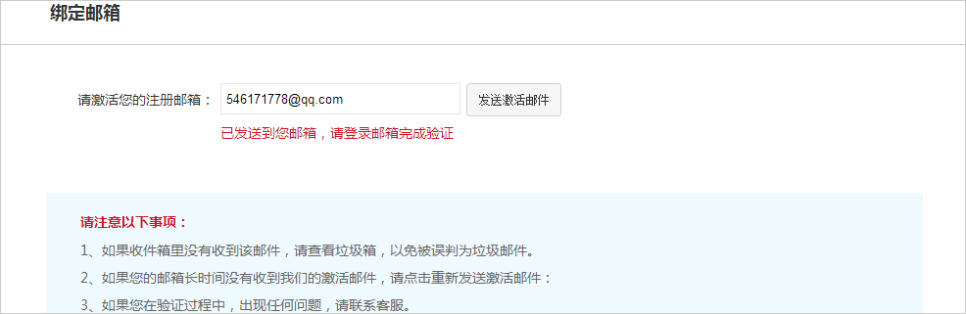 绑定邮箱
请激活您的注册邮箱： 546171778@qq.com 发送激活邮件
已发送到您邮箱，请登录邮箱完成验证
请注意以下事项：
1、如果收件箱里没有收到该邮件，请查看垃圾箱，以免被误判为垃圾邮件。
2、如果您的邮箱长时间没有收到我们的激活邮件，请点击重新发送激活邮件：
3、如果您在验证过程中，出现任何问题，请联系客服。